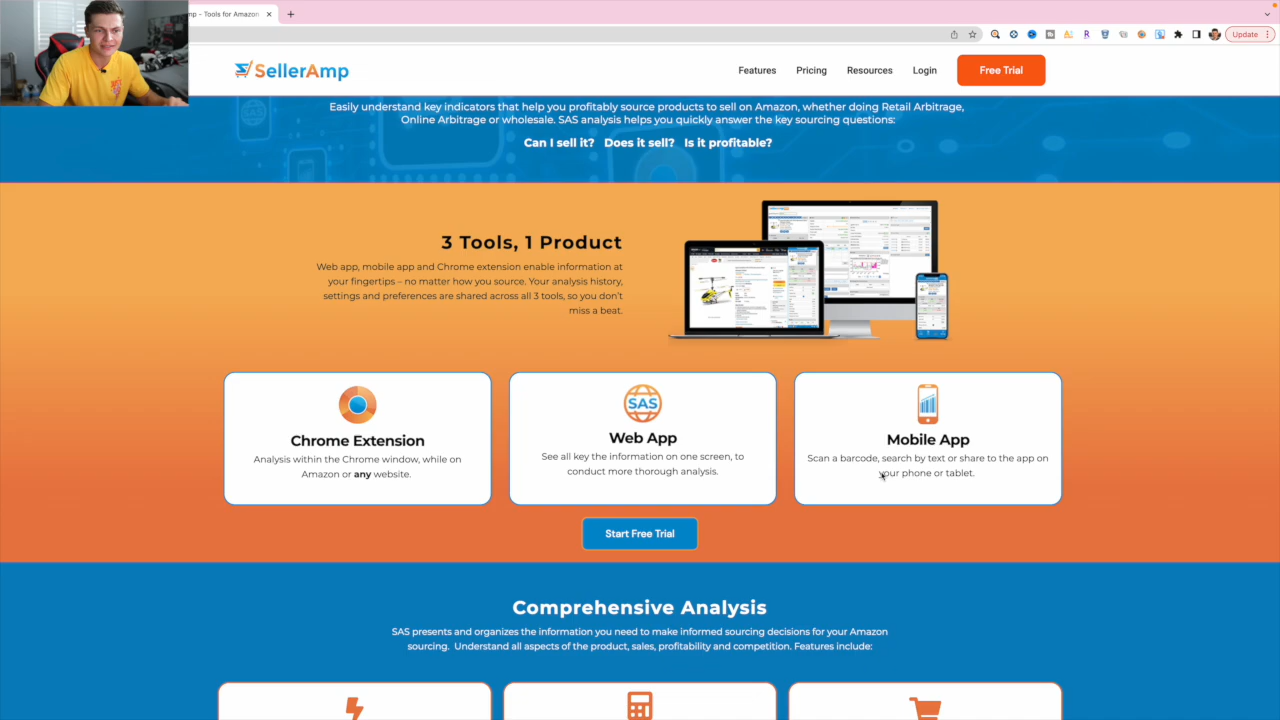 mp - Tools for Amazon
Update
SellerAmp
Features
Pricing
Resources
Login
Free Trial
Easily understand key indicators that help you profitably source products to sell on Amazon, whether doing Retail Arbitrage,
Online Arbitrage or wholesale. SAS analysis helps you quickly answer the key sourcing questions:
Can I sell it? Does it sell? Is it profitable?
3 Tools, 1 Product
Web app, mobile app and Chrome extension enable information at
your fingertips – no matter how you source. Your analysis history,
settings and preferences are shared across all 3 tools, so you don't
miss a beat.
Chrome Extension
Analysis within the Chrome window, while on
Amazon or any website.
SAS
Web App
See all key the information on one screen, to
conduct more thorough analysis.
Mobile App
Scan a barcode, search by text or share to the app on
your phone or tablet.
Start Free Trial
Comprehensive Analysis
SAS presents and organizes the information you need to make informed sourcing decisions for your Amazon
sourcing. Understand all aspects of the product, sales, profitability and competition. Features include: